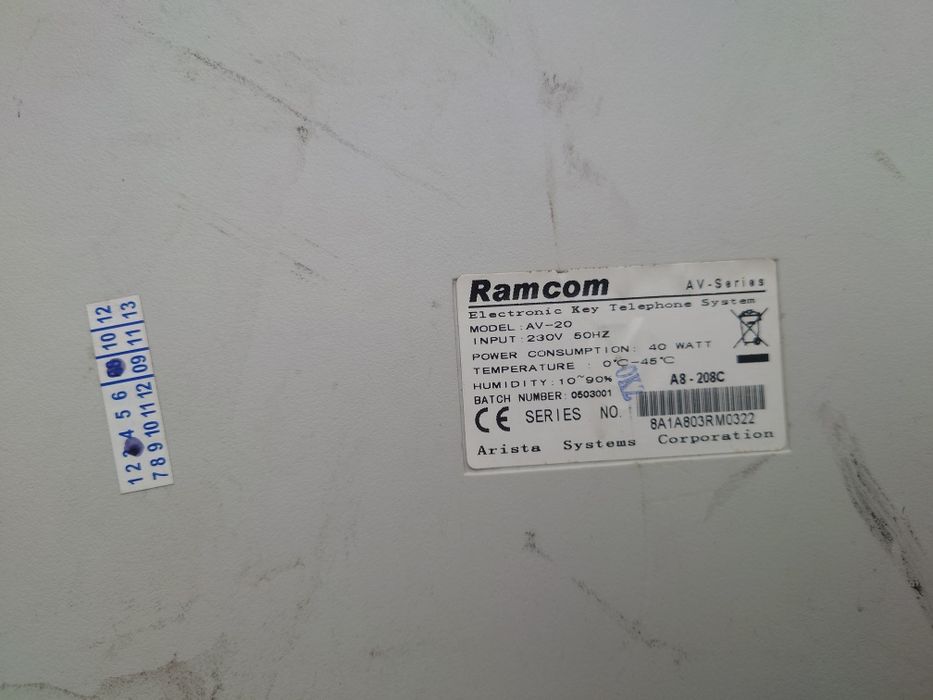 Ramcom AV-Series
Electronic Key Telephone System
MODEL : AV-20
INPUT : 230V 50HZ
POWER CONSUMPTION: 40 WATT
TEMPERATURE : 0°C-45°C
HUMIDITY : 10~90%
A8 - 208C
BATCH NUMBER: 0503001
CE SERIES NO.
8A1A803RM0322
Arista Systems Corporation
1 2 4 5 6 10 12
7 8 9 10 11 12 09 11 13